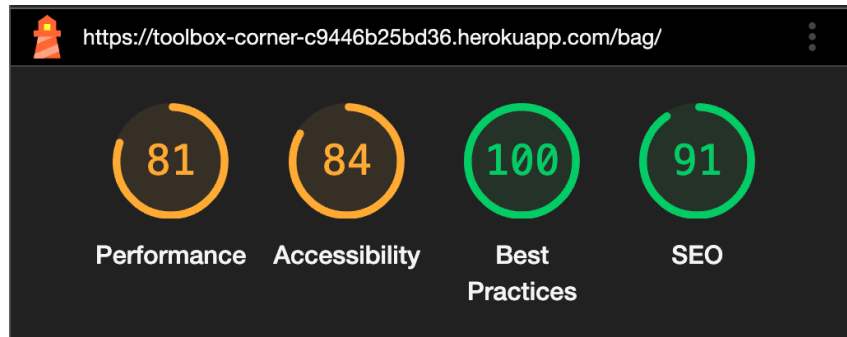 https://toolbox-corner-c9446b25bd36.herokuapp.com/bag/
81 84 100 91
Performance Accessibility Best Practices SEO